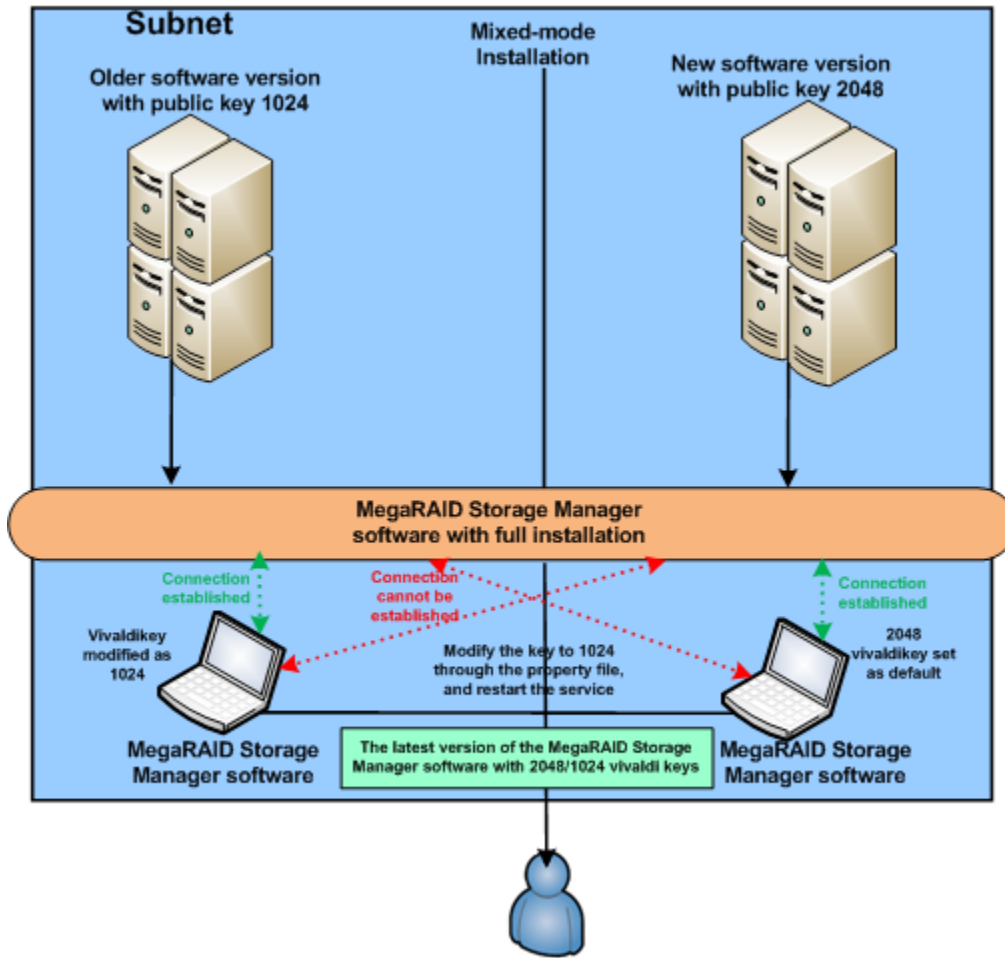 Subnet
Mixed-mode
Installation
Older software version
with public key 1024
New software version
with public key 2048
MegaRAID Storage Manager
software with full installation
Connection
established
Connection
cannot be
established
Connection
established
Vivaldikey
modified as
1024
Modify the key to 1024
through the property file,
and restart the service
2048
vivaldikey set
as default
MegaRAID Storage
Manager software
The latest version of the MegaRAID Storage
Manager software with 2048/1024 vivaldi keys
MegaRAID Storage
Manager software